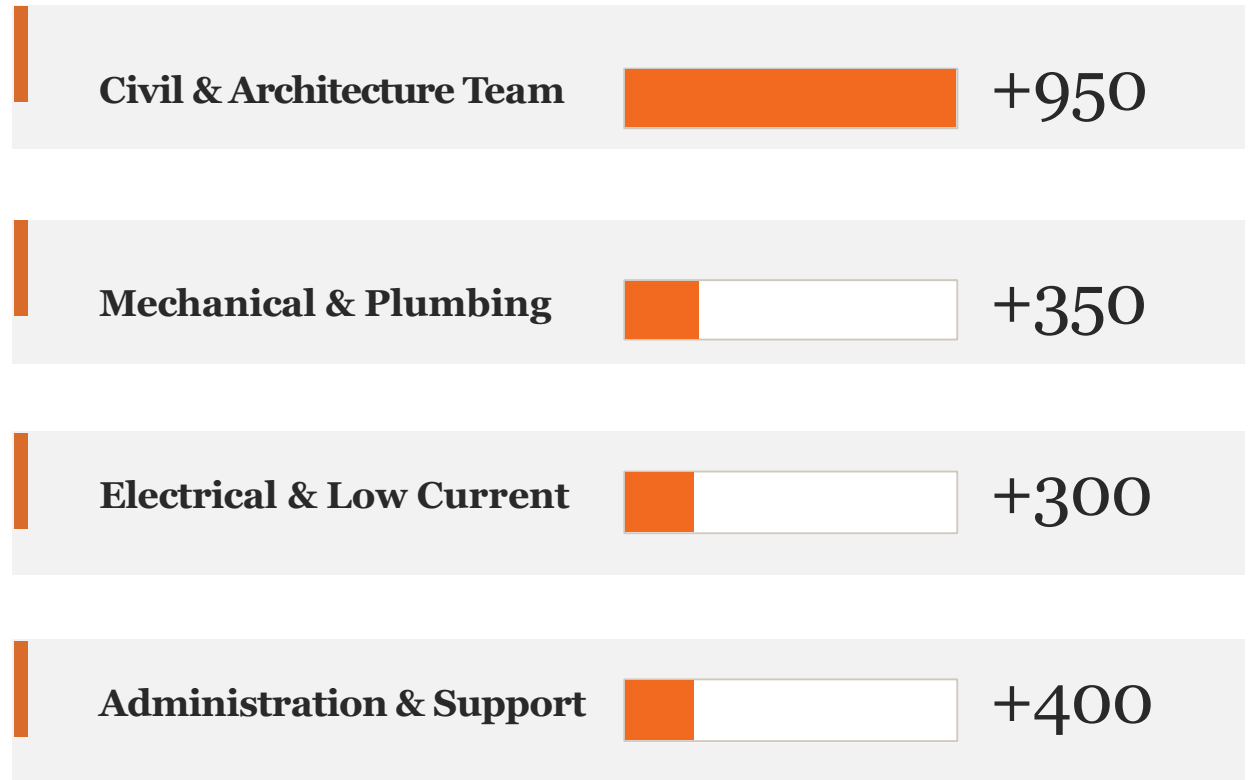 Civil & Architecture Team +950
Mechanical & Plumbing +350
Electrical & Low Current +300
Administration & Support +400